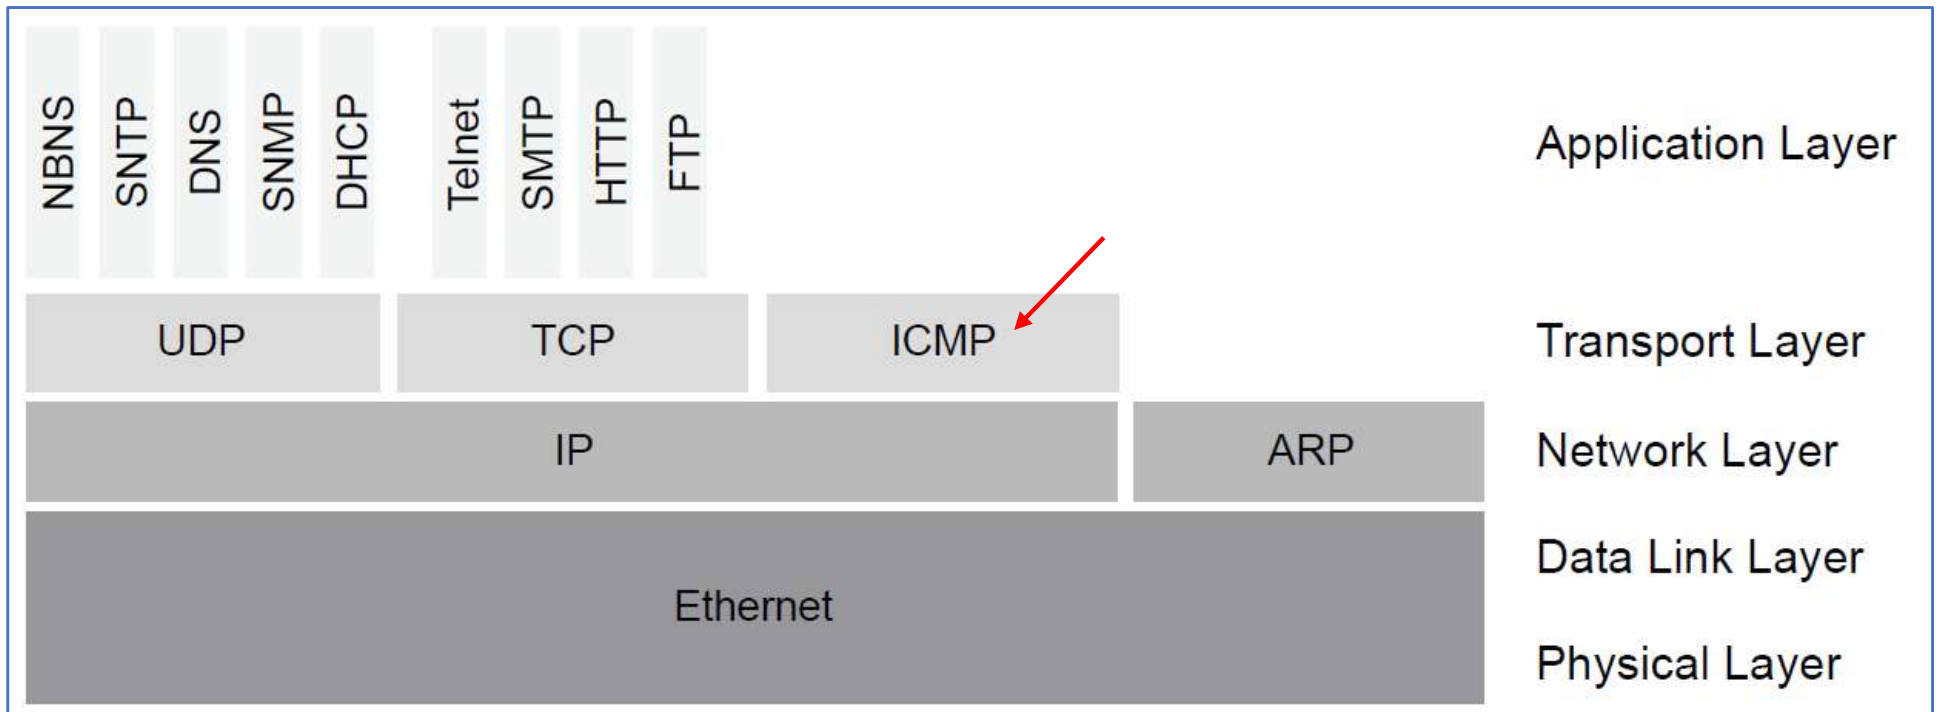 NBNS
SNTP
DNS
SNMP
DHCP
Telnet
SMTP
HTTP
FTP
Application Layer
UDP
TCP
ICMP
Transport Layer
IP
ARP
Network Layer
Ethernet
Data Link Layer
Physical Layer